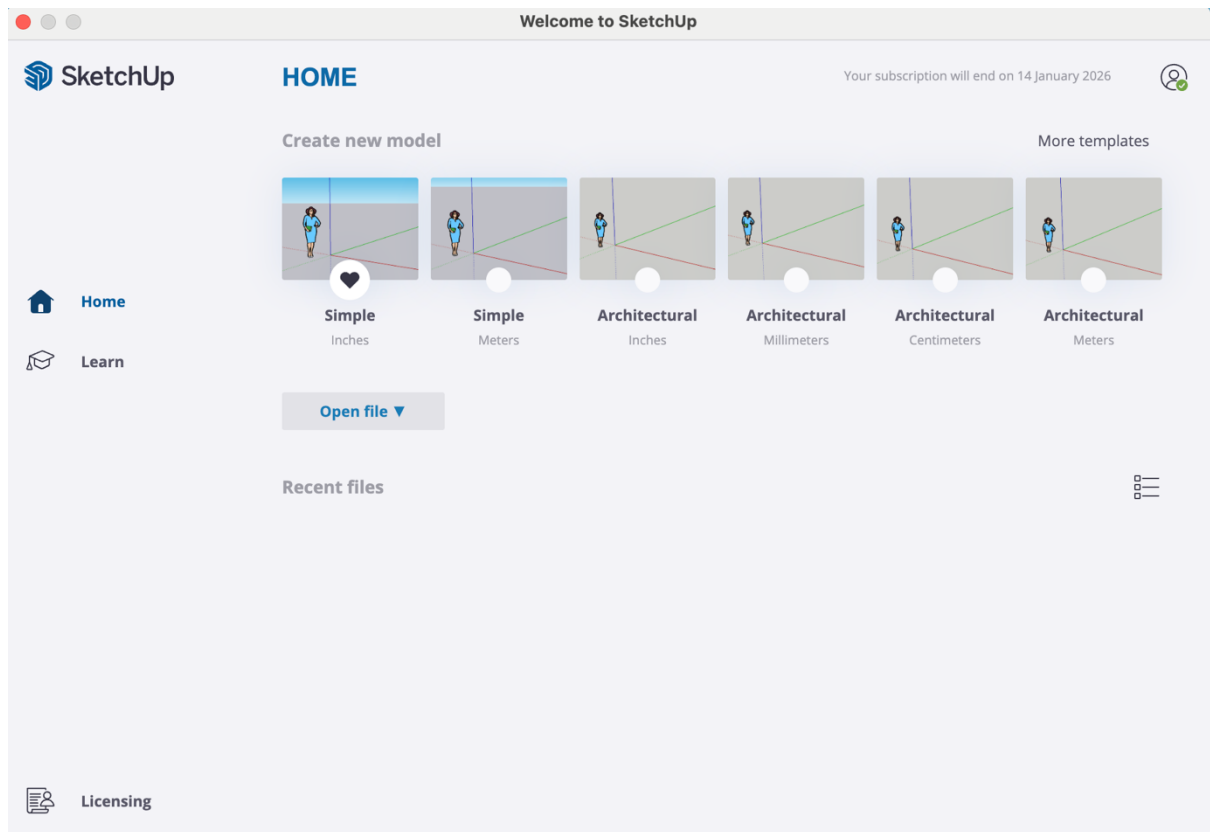 Welcome to SketchUp
SketchUp
HOME
Your subscription will end on 14 January 2026
Create new model
More templates
Simple
Inches
Simple
Meters
Architectural
Inches
Architectural
Millimeters
Architectural
Centimeters
Architectural
Meters
Home
Learn
Open file ▼
Recent files
Licensing